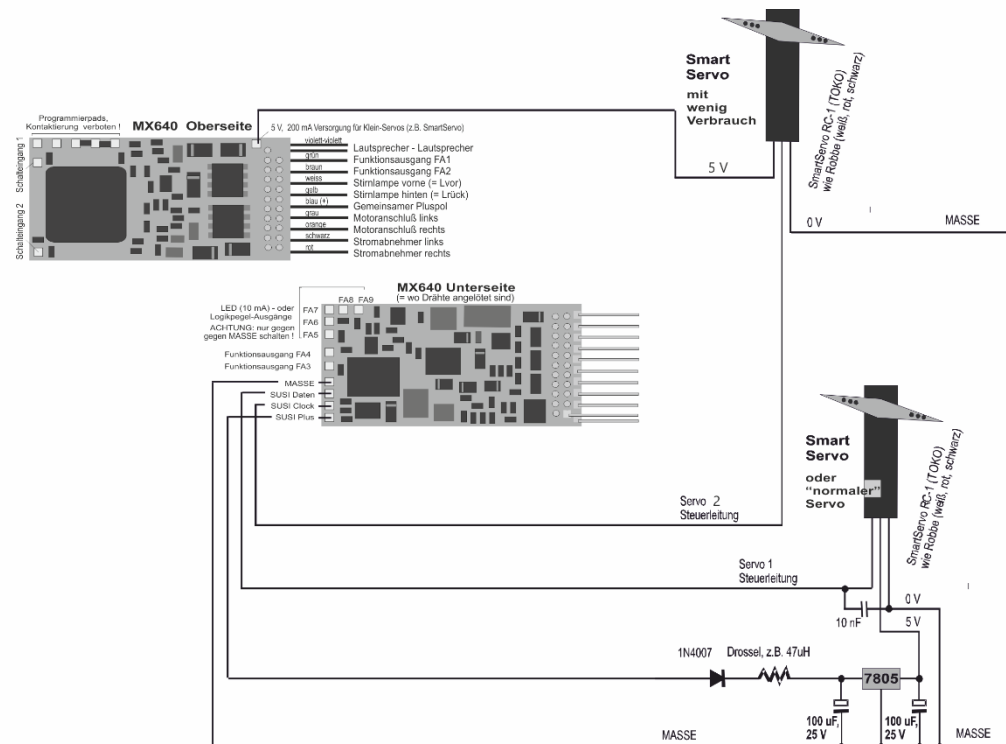 Smart
Servo
mit
wenig
Verbrauch
SmartServo RC-1 (TOKO)
wie Robbe (weiß, rot, schwarz)
Programmierpads,
Kontaktierung verboten !
MX640 Oberseite
5 V, 200 mA Versorgung für Klein-Servos (z.B. SmartServo)
Schalteingang 1
Schalteingang 2
violett-violett
Lautsprecher - Lautsprecher
grün
Funktionsausgang FA1
braun
Funktionsausgang FA2
weiss
Stirnlampe vorne (= Lvor)
gelb
Stirnlampe hinten (= Lrück)
blau (+)
Gemeinsamer Pluspol
grau
Motoranschluß links
orange
Motoranschluß rechts
schwarz
Stromabnehmer links
rot
Stromabnehmer rechts
5 V
0 V
MASSE
MX640 Unterseite
(= wo Drähte angelötet sind)
FA8 FA9
LED (10 mA) - oder
Logikpegel-Ausgänge
ACHTUNG: nur gegen
gegen MASSE schalten !
FA7
FA6
FA5
Funktionsausgang FA4
Funktionsausgang FA3
MASSE
SUSI Daten
SUSI Clock
SUSI Plus
Smart
Servo
oder
"normaler"
Servo
SmartServo RC-1 (TOKO)
wie Robbe (weiß, rot, schwarz)
Servo 2
Steuerleitung
Servo 1
Steuerleitung
10 nF
0 V
5 V
1N4007
Drossel, z.B. 47uH
7805
100 uF,
25 V
100 uF,
25 V
MASSE
MASSE